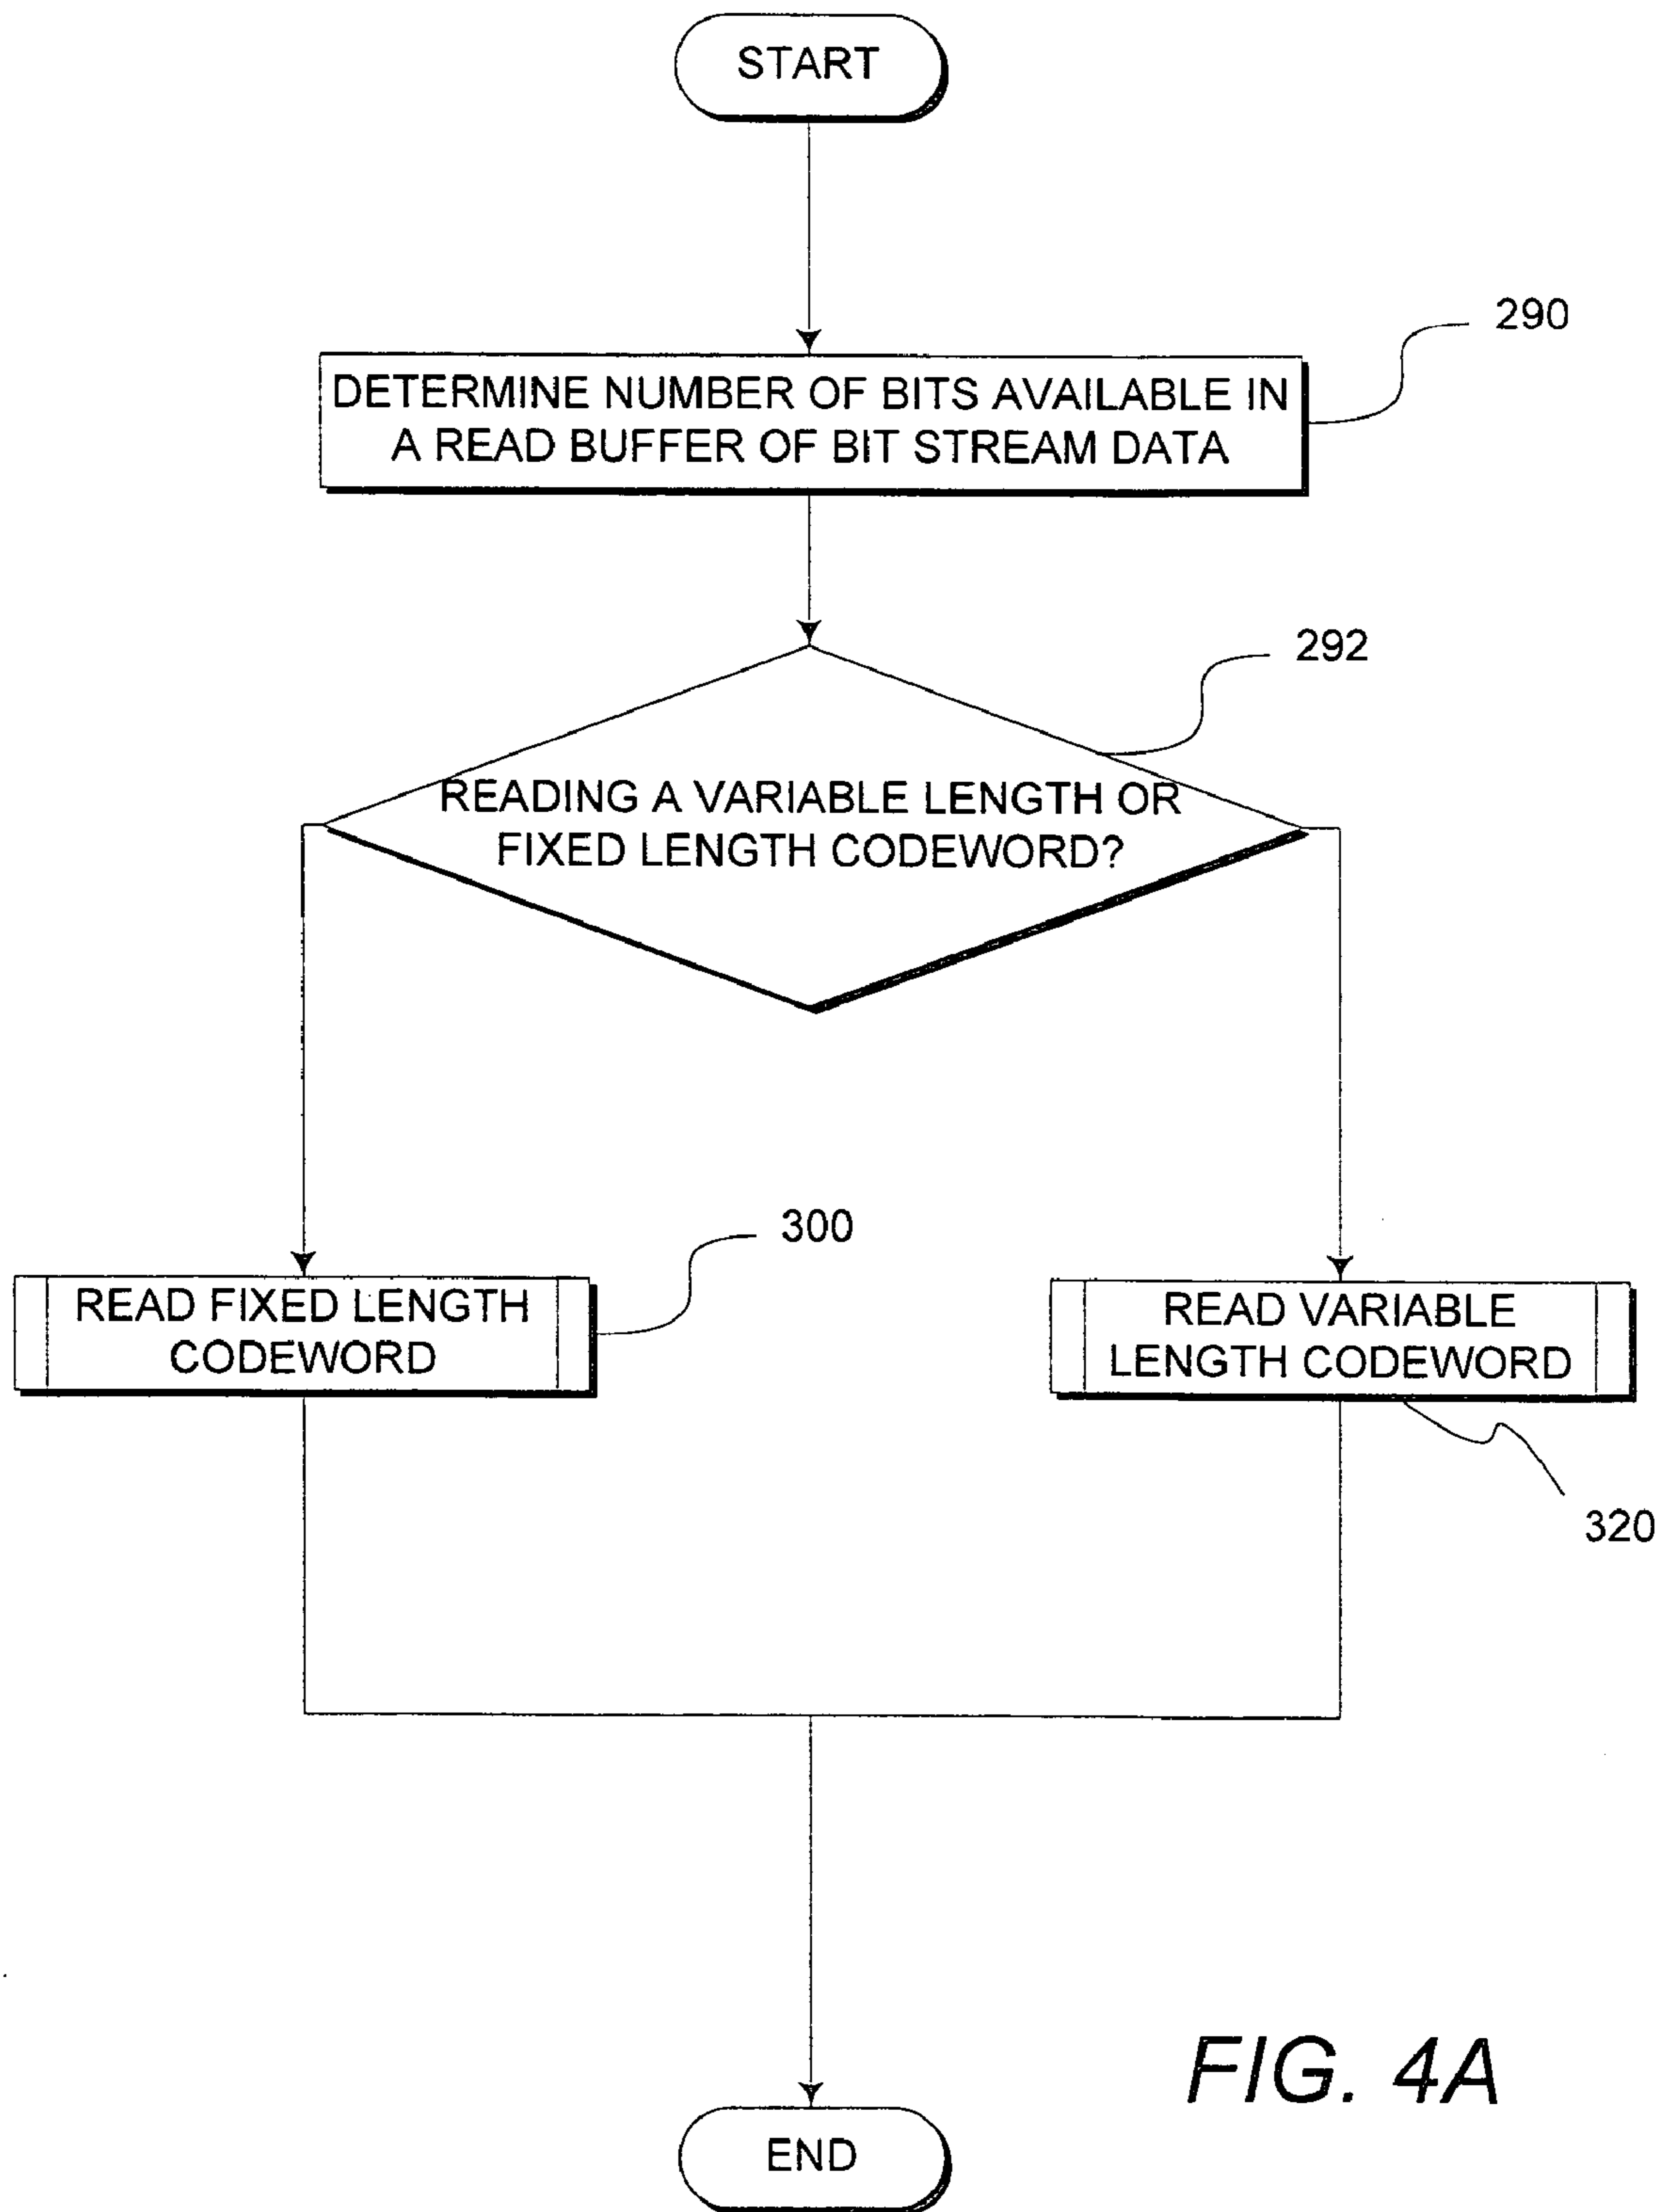 START
290
DETERMINE NUMBER OF BITS AVAILABLE IN
A READ BUFFER OF BIT STREAM DATA
292
READING A VARIABLE LENGTH OR
FIXED LENGTH CODEWORD?
300
READ FIXED LENGTH
CODEWORD
READ VARIABLE
LENGTH CODEWORD
320
FIG. 4A
END